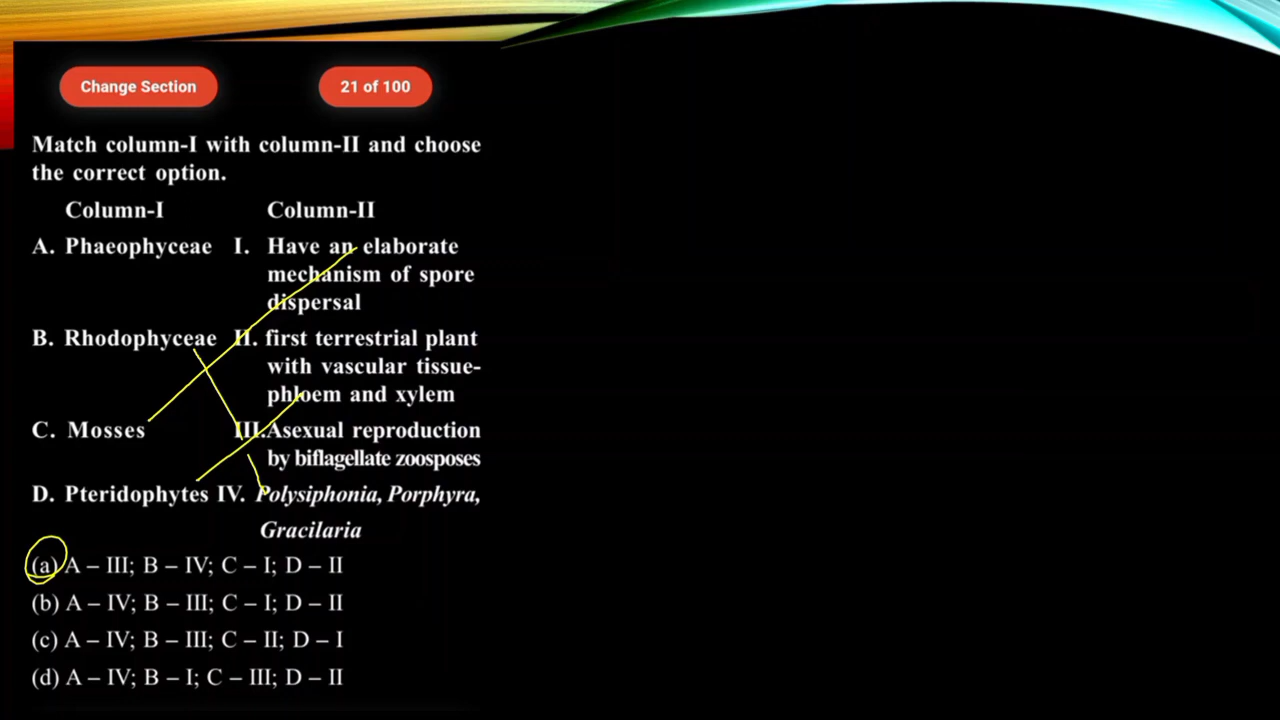 Change Section
21 of 100
Match column-I with column-II and choose
the correct option.
Column-I Column-II
A. Phaeophyceae I. Have an elaborate
mechanism of spore
dispersal
B. Rhodophyceae II. first terrestrial plant
with vascular tissue-
phloem and xylem
C. Mosses III. Asexual reproduction
by biflagellate zoosposes
D. Pteridophytes IV. Polysiphonia, Porphyra,
Gracilaria
(a) A – III; B – IV; C – I; D – II
(b) A – IV; B – III; C – I; D – II
(c) A – IV; B – III; C – II; D – I
(d) A – IV; B – I; C – III; D – II